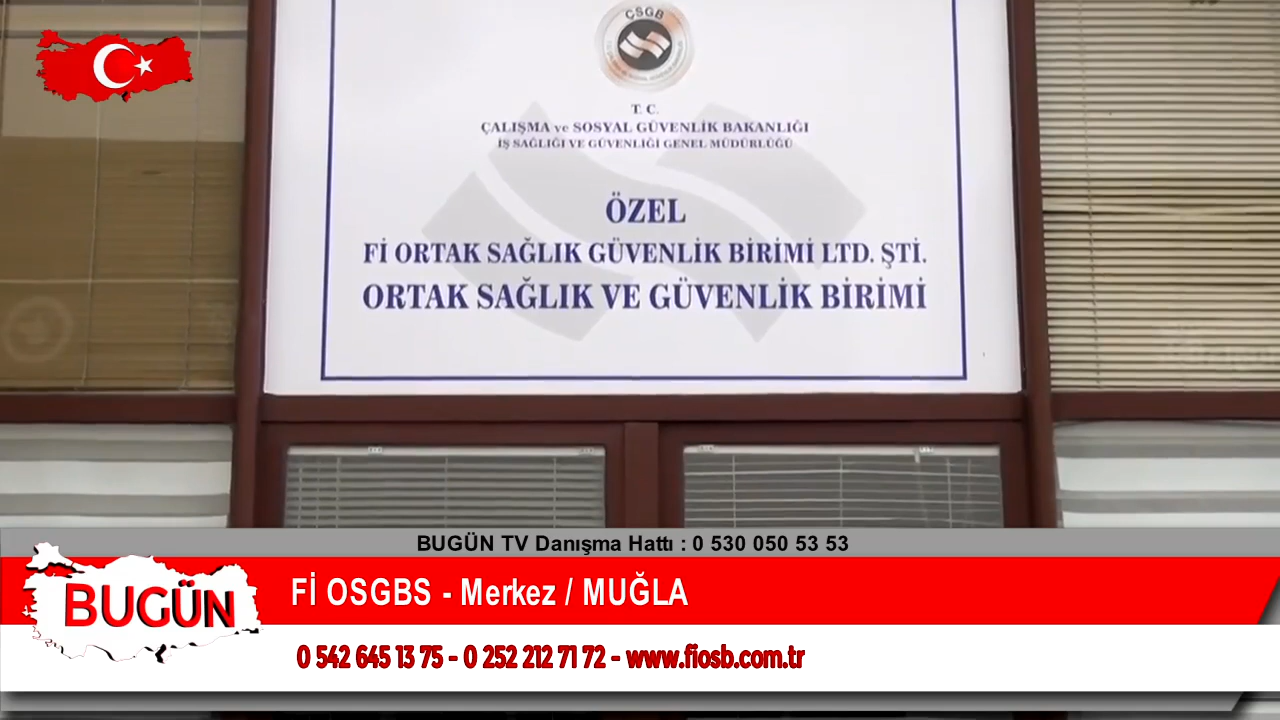 ÇSGB
T. C.
ÇALIŞMA ve SOSYAL GÜVENLİK BAKANLIĞI
İŞ SAĞLIĞI VE GÜVENLİĞİ GENEL MÜDÜRLÜĞÜ
ÖZEL
Fİ ORTAK SAĞLIK GÜVENLİK BİRİMİ LTD. ŞTİ.
ORTAK SAĞLIK VE GÜVENLİK BİRİMİ
BUGÜN TV Danışma Hattı : 0 530 050 53 53
BUGÜN
Fİ OSGBS - Merkez / MUĞLA
0 542 645 13 75 - 0 252 212 71 72 - www.fiosb.com.tr